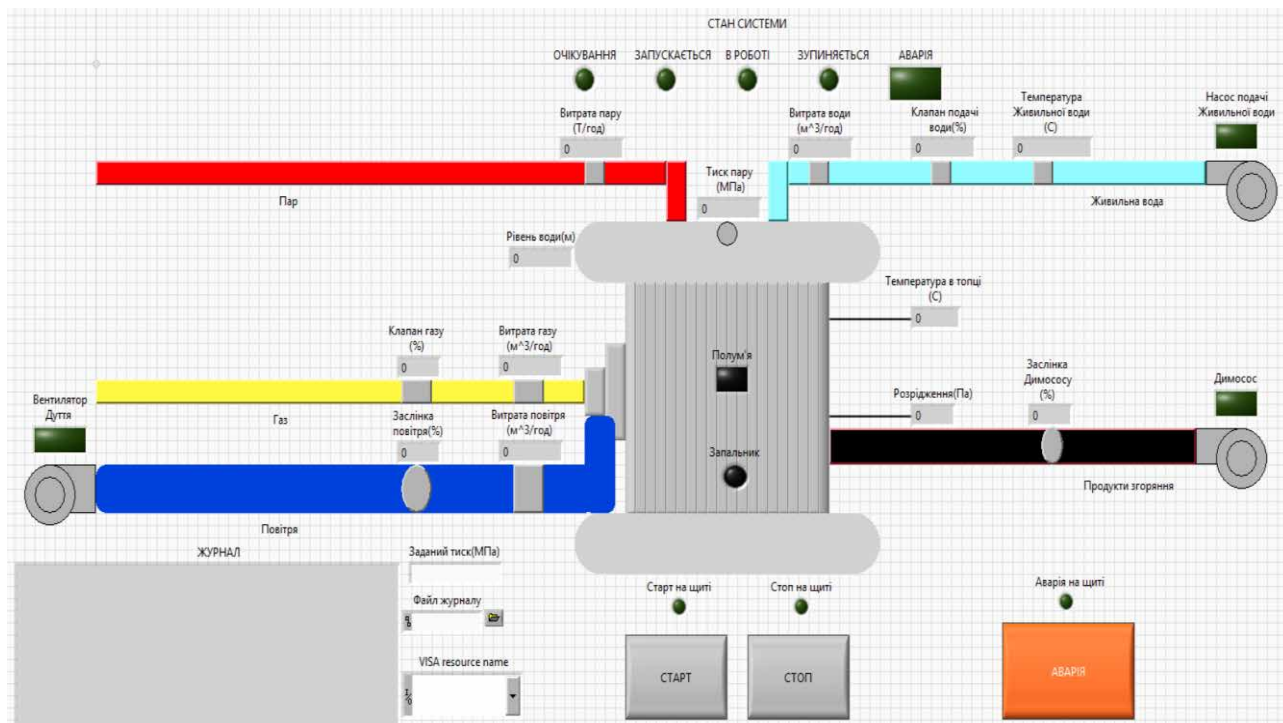 СТАН СИСТЕМИ
ОЧІКУВАННЯ
ЗАПУСКАЄТЬСЯ
В РОБОТІ
ЗУПИНЯЄТЬСЯ
АВАРІЯ
Витрата пару
(Т/год)
0
Витрата води
(м^3/год)
0
Клапан подачі
води(%)
0
Температура
Живильної води
(С)
0
Насос подачі
Живильної води
Пар
Тиск пару
(МПа)
0
Живильна вода
Рівень води(м)
0
Температура в топці
(С)
0
Клапан газу
(%)
0
Витрата газу
(м^3/год)
0
Полум'я
Заслінка
Димососу
(%)
0
Розрідження(Па)
0
Димосос
Вентилятор
Дуття
Газ
Заслінка
повітря(%)
0
Витрата повітря
(м^3/год)
0
Запальник
Продукти згоряння
Повітря
ЖУРНАЛ
Заданий тиск(МПа)
Файл журналу
VISA resource name
I/O
Старт на щиті
Стоп на щиті
Аварія на щиті
СТАРТ
СТОП
АВАРІЯ